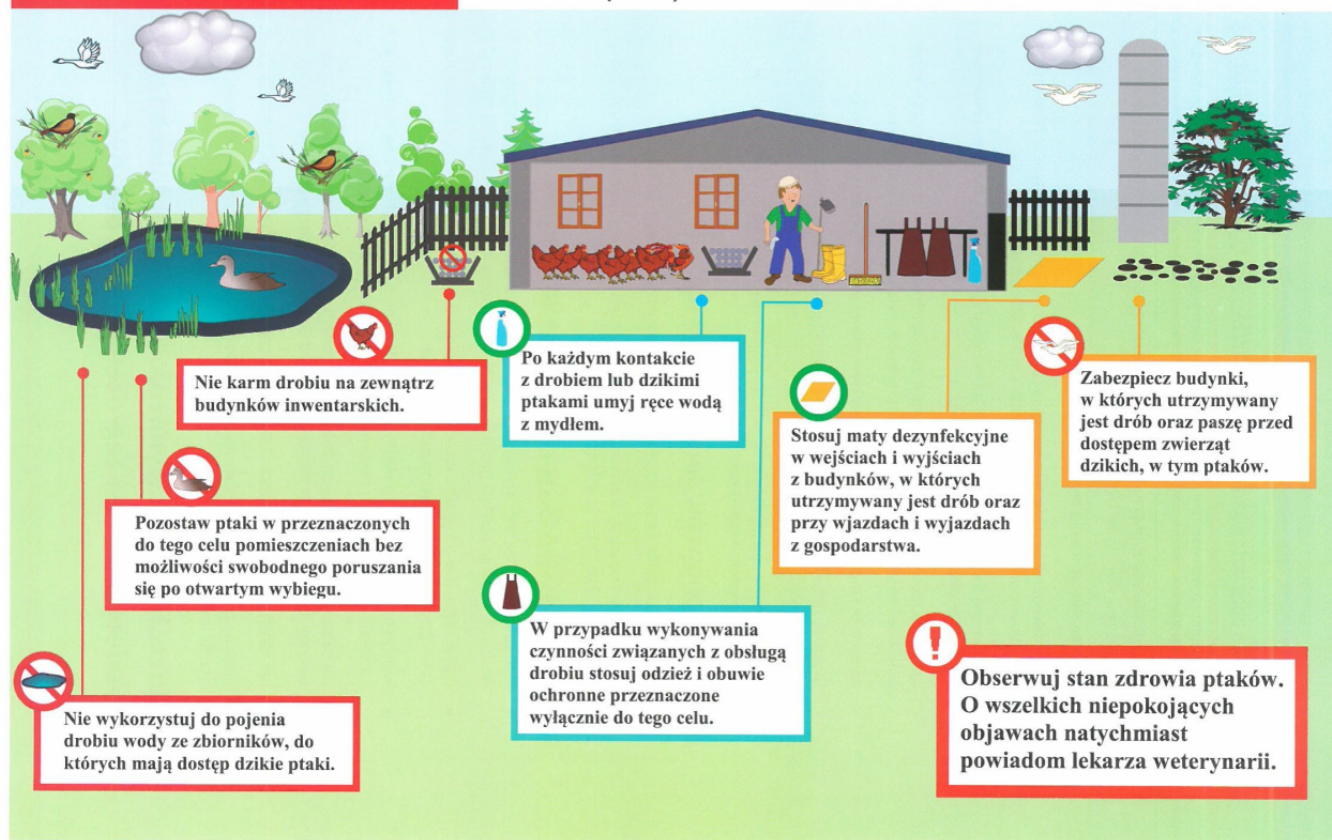 Nie karm drobiu na zewnątrz
budynków inwentarskich.
Po każdym kontakcie
z drobiem lub dzikimi
ptakami umyj ręce wodą
z mydłem.
Stosuj maty dezynfekcyjne
w wejściach i wyjściach
z budynków, w których
utrzymywany jest drób oraz
przy wjazdach i wyjazdach
z gospodarstwa.
Zabezpiecz budynki,
w których utrzymywany
jest drób oraz paszę przed
dostępem zwierząt
dzikich, w tym ptaków.
Pozostaw ptaki w przeznaczonych
do tego celu pomieszczeniach bez
możliwości swobodnego poruszania
się po otwartym wybiegu.
W przypadku wykonywania
czynności związanych z obsługą
drobiu stosuj odzież i obuwie
ochronne przeznaczone
wyłącznie do tego celu.
Nie wykorzystuj do pojenia
drobiu wody ze zbiorników, do
których mają dostęp dzikie ptaki.
!
Obserwuj stan zdrowia ptaków.
O wszelkich niepokojących
objawach natychmiast
powiadom lekarza weterynarii.